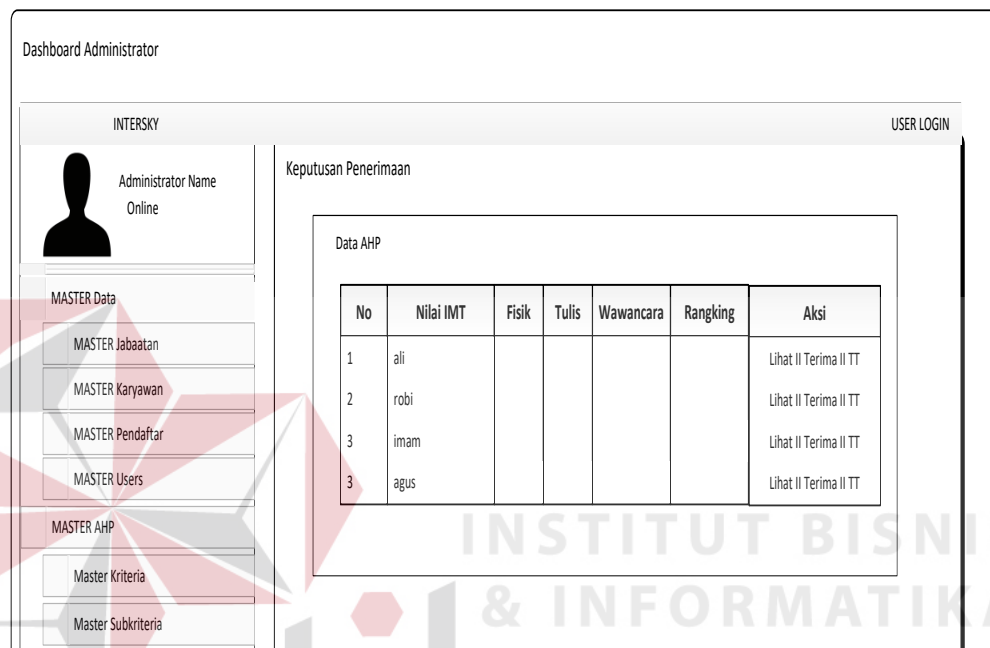 Dashboard Administrator
INTERSKY USER LOGIN
Administrator Name
Online
MASTER Data
MASTER Jabaatan
MASTER Karyawan
MASTER Pendaftar
MASTER Users
MASTER AHP
Master Kriteria
Master Subkriteria
Keputusan Penerimaan
Data AHP
No Nilai IMT Fisik Tulis Wawancara Rangking Aksi
1 ali Lihat II Terima II TT
2 robi Lihat II Terima II TT
3 imam Lihat II Terima II TT
3 agus Lihat II Terima II TT
INSTITUT BISNI
& INFORMATIKA